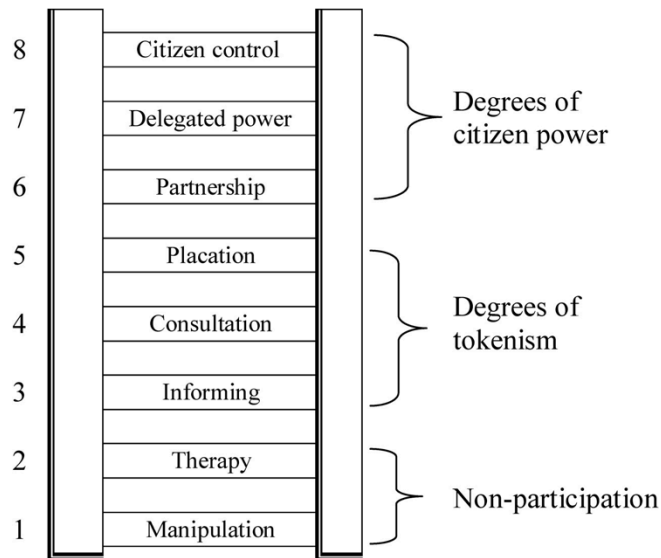 8 Citizen control
7 Delegated power
Degrees of
citizen power
6 Partnership
5 Placation
4 Consultation
Degrees of
tokenism
3 Informing
2 Therapy
Non-participation
1 Manipulation